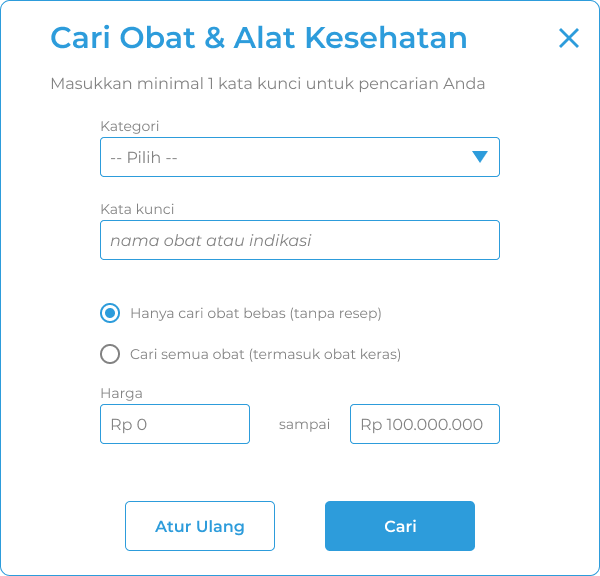 Cari Obat & Alat Kesehatan
Masukkan minimal 1 kata kunci untuk pencarian Anda
Kategori
-- Pilih --
Kata kunci
nama obat atau indikasi
Hanya cari obat bebas (tanpa resep)
Cari semua obat (termasuk obat keras)
Harga
Rp 0 sampai Rp 100.000.000
Atur Ulang Cari